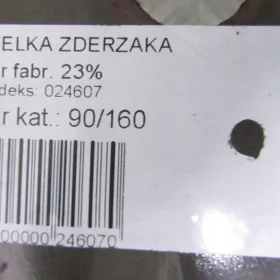 ELKA ZDERZAKA
r fabr. 23%
deks: 024607
r kat.: 90/160
00000 246070